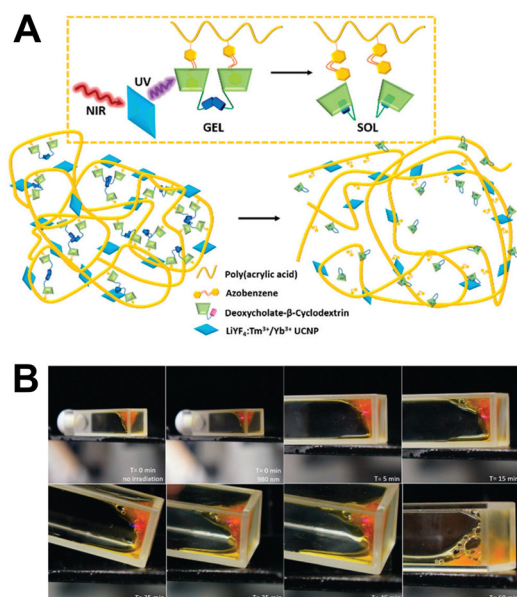 A
NIR
UV
GEL
SOL
Poly(acrylic acid)
Azobenzene
Deoxycholate-β-Cyclodextrin
LiYF₄:Tm³⁺/Yb³⁺ UCNP
B
T= 0 min
no irradiation
T= 0 min
980 nm
T= 5 min
T= 15 min